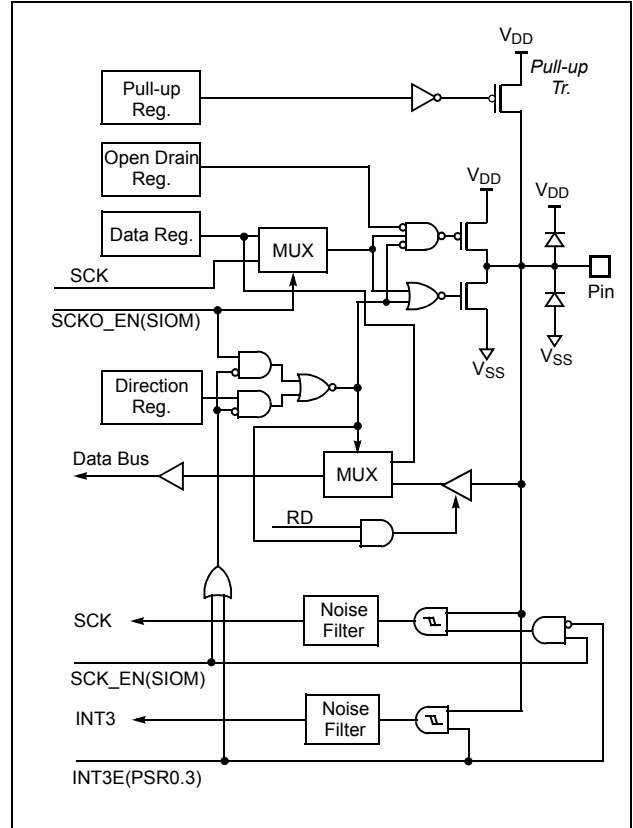 VDD
Pull-up
Tr.
Pull-up
Reg.
Open Drain
Reg.
VDD
VDD
Data Reg.
MUX
SCK
Pin
SCKO_EN(SIOM)
VSS
VSS
Direction
Reg.
Data Bus
MUX
RD
Noise
Filter
SCK
SCK_EN(SIOM)
Noise
Filter
INT3
INT3E(PSR0.3)